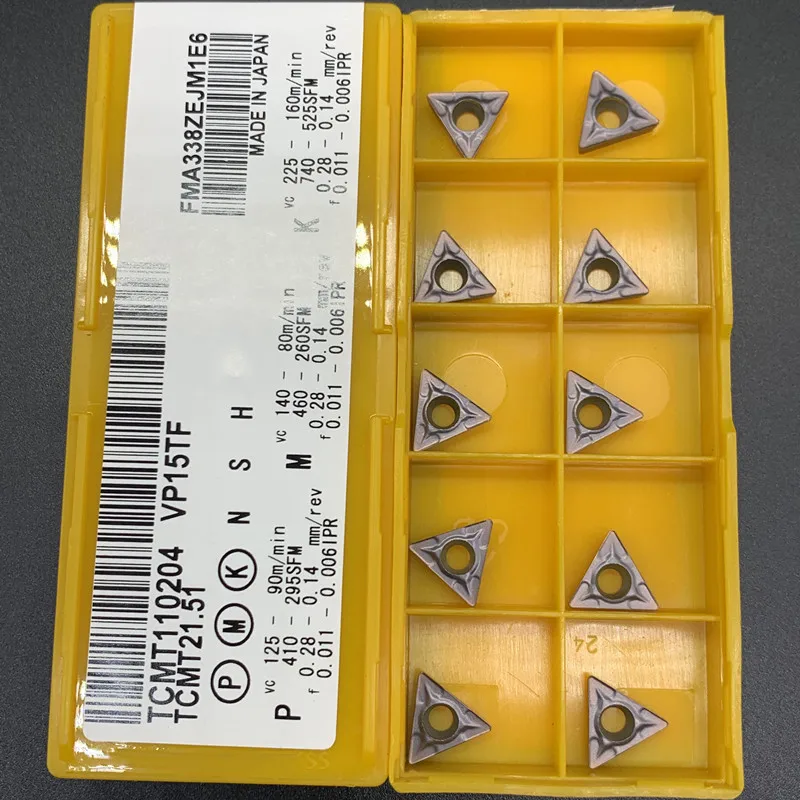 TCMT110204 VP15TF
TCMT21.51
P M K N S H
P
vc 125 - 90m/min
410 - 295SFM
0.28 - 0.14 mm/rev
f 0.011 - 0.006IPR
M
vc 140 - 80m/min
460 - 260SFM
0.28 - 0.14 mm/rev
f 0.011 - 0.006IPR
K
vc 225 - 160m/min
740 - 525SFM
0.28 - 0.14 mm/rev
f 0.011 - 0.006IPR
FMA338ZEJM1E6
MADE IN JAPAN
24